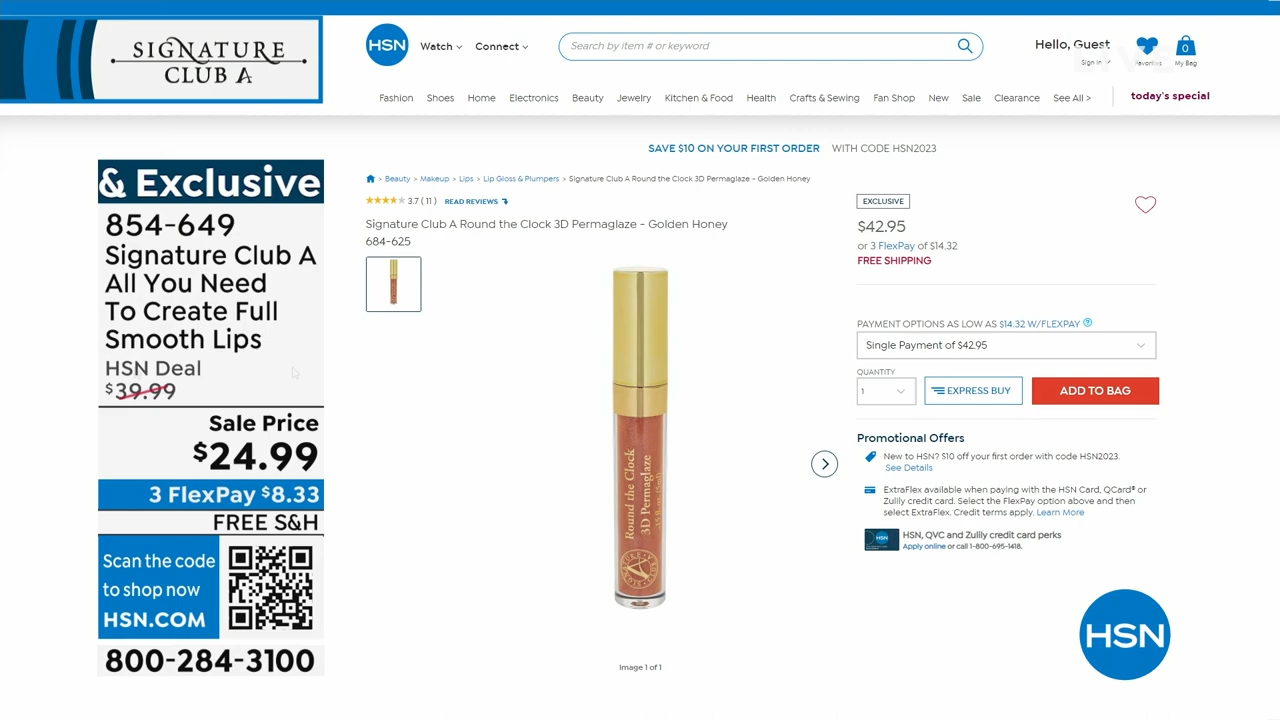 SIGNATURE
CLUB A
HSN
Watch
Connect
Search by item # or keyword
Hello, Guest
Sign In
Favorites
0
My Bag
Fashion Shoes Home Electronics Beauty Jewelry Kitchen & Food Health Crafts & Sewing Fan Shop New Sale Clearance See All > today's special
SAVE $10 ON YOUR FIRST ORDER WITH CODE HSN2023
& Exclusive
854-649
Signature Club A
All You Need
To Create Full
Smooth Lips
HSN Deal
$39.99
Sale Price
$24.99
3 FlexPay $8.33
FREE S&H
Scan the code
to shop now
HSN.COM
800-284-3100
> Beauty > Makeup > Lips > Lip Gloss & Plumpers > Signature Club A Round the Clock 3D Permaglaze - Golden Honey
3.7 ( 11 ) READ REVIEWS
Signature Club A Round the Clock 3D Permaglaze - Golden Honey
684-625
Round the Clock
3D Permaglaze
Image 1 of 1
EXCLUSIVE
$42.95
or 3 FlexPay of $14.32
FREE SHIPPING
PAYMENT OPTIONS AS LOW AS $14.32 W/FLEXPAY
Single Payment of $42.95
QUANTITY
1
EXPRESS BUY
ADD TO BAG
Promotional Offers
New to HSN? $10 off your first order with code HSN2023.
See Details
ExtraFlex available when paying with the HSN Card, QCard® or
Zulily credit card. Select the FlexPay option above and then
select ExtraFlex. Credit terms apply. Learn More
HSN
HSN, QVC and Zulily credit card perks
Apply online or call 1-800-695-1418.
HSN